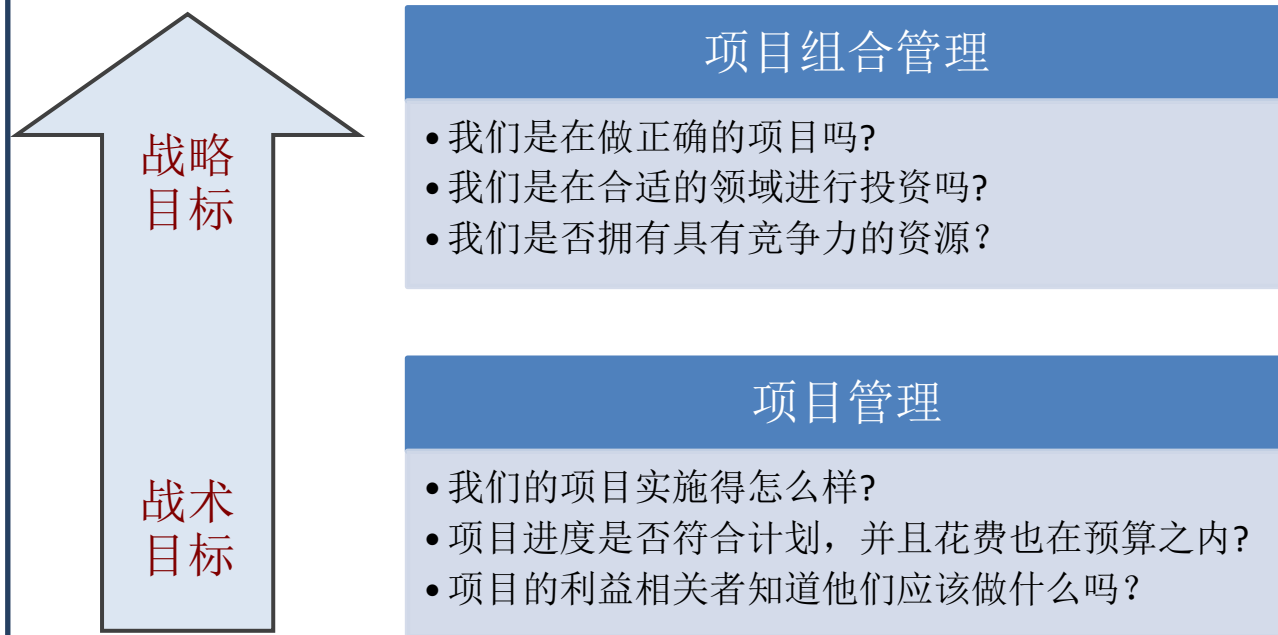 战略
目标
项目组合管理
•我们是在做正确的项目吗?
•我们是在合适的领域进行投资吗?
•我们是否拥有具有竞争力的资源？
战术
目标
项目管理
•我们的项目实施得怎么样?
•项目进度是否符合计划，并且花费也在预算之内?
•项目的利益相关者知道他们应该做什么吗？